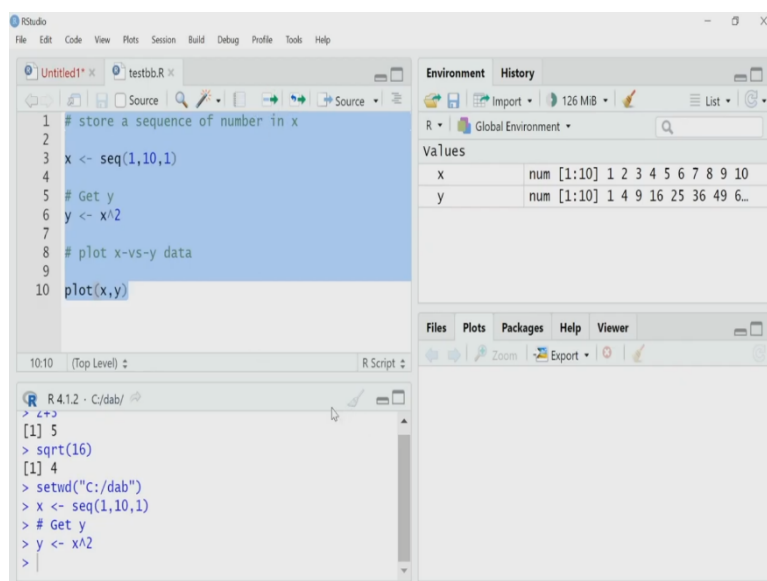 RStudio
File Edit Code View Plots Session Build Debug Profile Tools Help
Untitled1* × testbb.R ×
Source Source
1 # store a sequence of number in x
2
3 x <- seq(1,10,1)
4
5 # Get y
6 y <- x^2
7
8 # plot x-vs-y data
9
10 plot(x,y)
10:10 (Top Level) R Script
R 4.1.2 · C:/dab/
> 2+3
[1] 5
> sqrt(16)
[1] 4
> setwd("C:/dab")
> x <- seq(1,10,1)
> # Get y
> y <- x^2
>
Environment History
Import 126 MiB List
R Global Environment
Values
x num [1:10] 1 2 3 4 5 6 7 8 9 10
y num [1:10] 1 4 9 16 25 36 49 6…
Files Plots Packages Help Viewer
Zoom Export